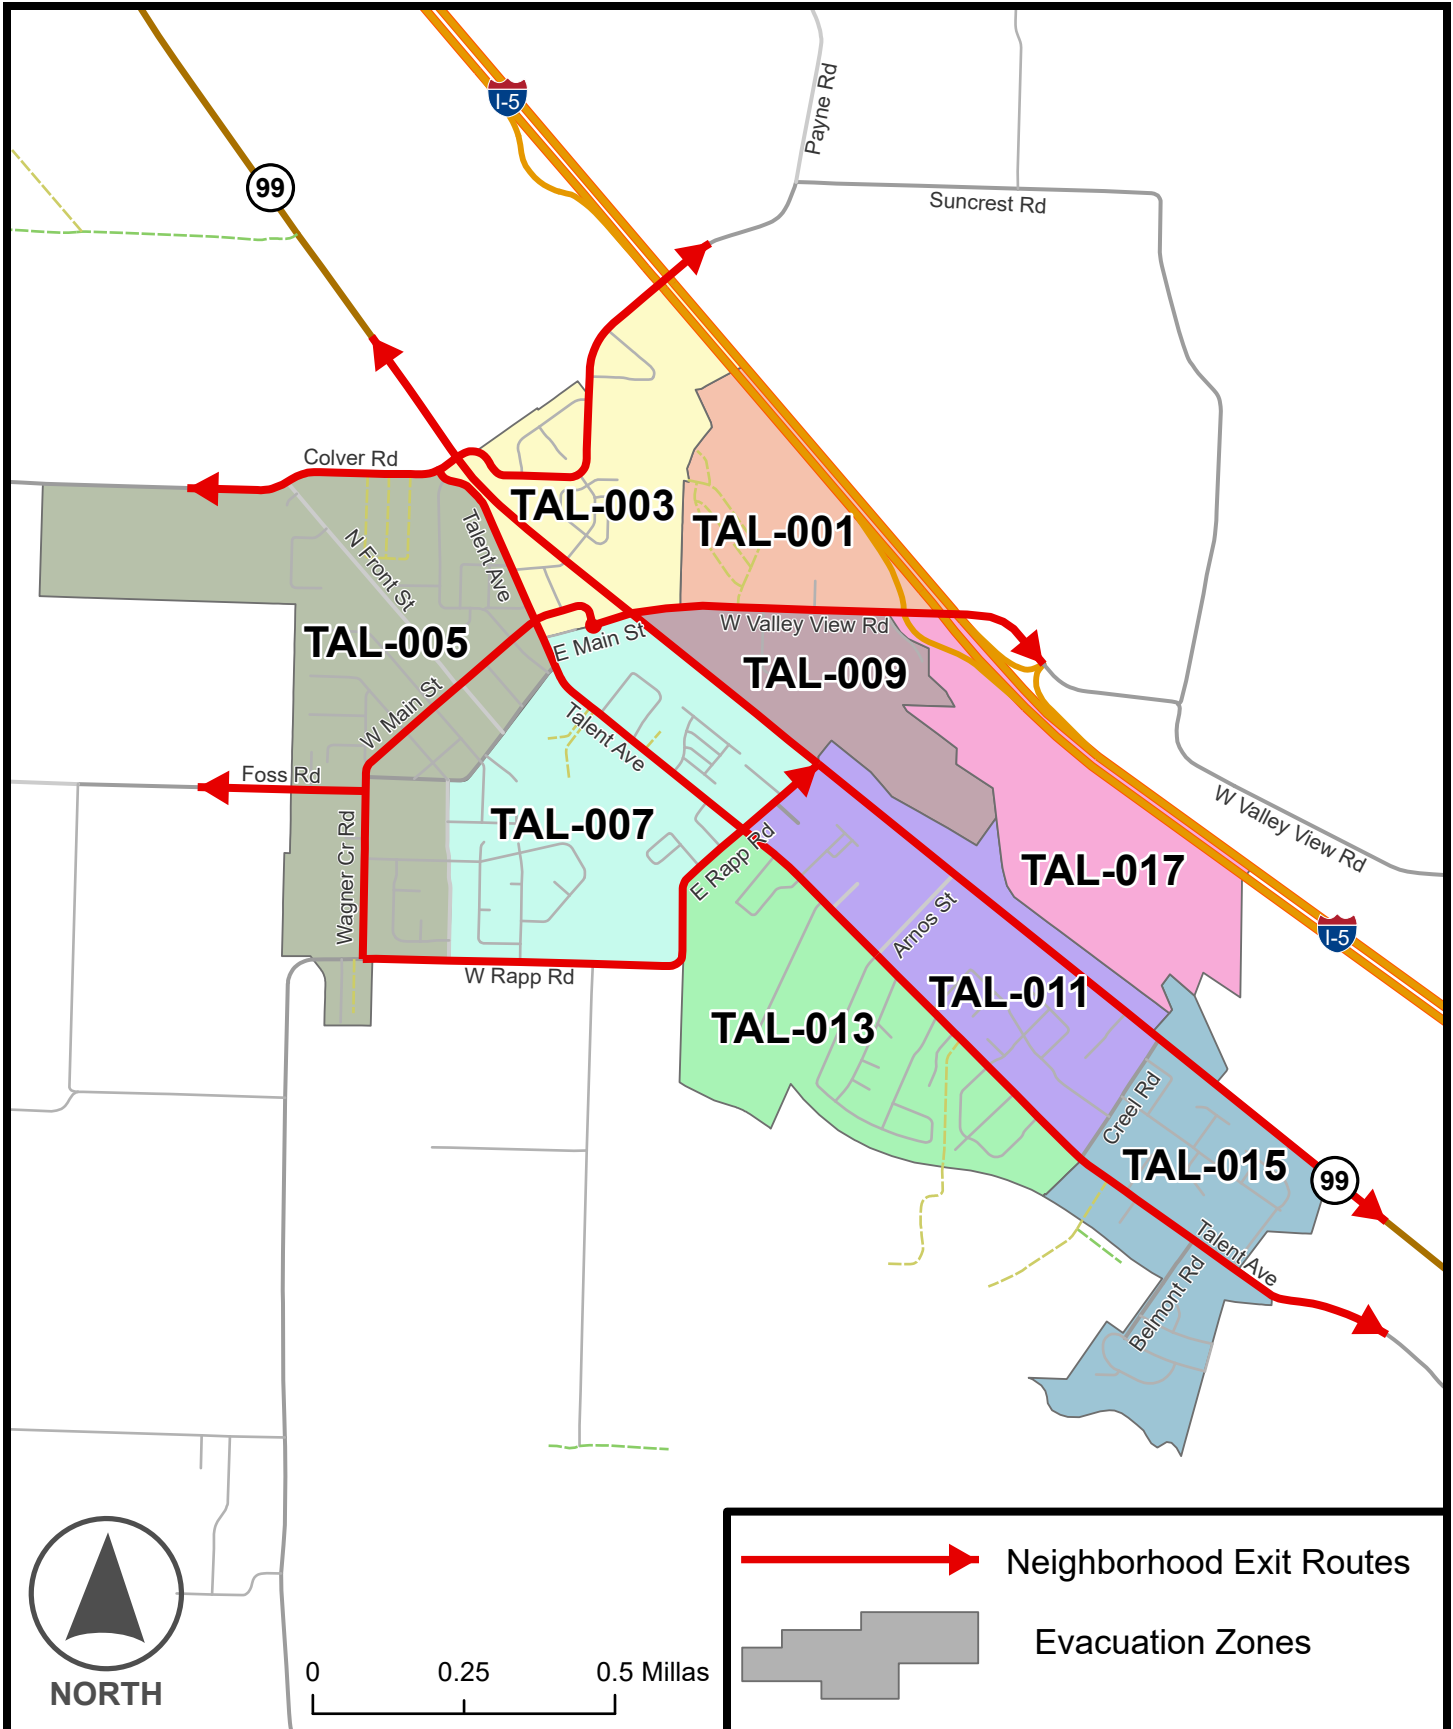 I-5
Payne Rd
99
Suncrest Rd
Colver Rd
TAL-003
TAL-001
Talent Ave
N Front St
W Valley View Rd
E Main St
TAL-005
TAL-009
W Main St
Talent Ave
Foss Rd
TAL-007
W Valley View Rd
Wagner Cr Rd
E Rapp Rd
TAL-017
Arnos St
I-5
W Rapp Rd
TAL-011
TAL-013
Creel Rd
TAL-015
99
Talent Ave
Belmont Rd
Neighborhood Exit Routes
Evacuation Zones
NORTH
0 0.25 0.5 Millas